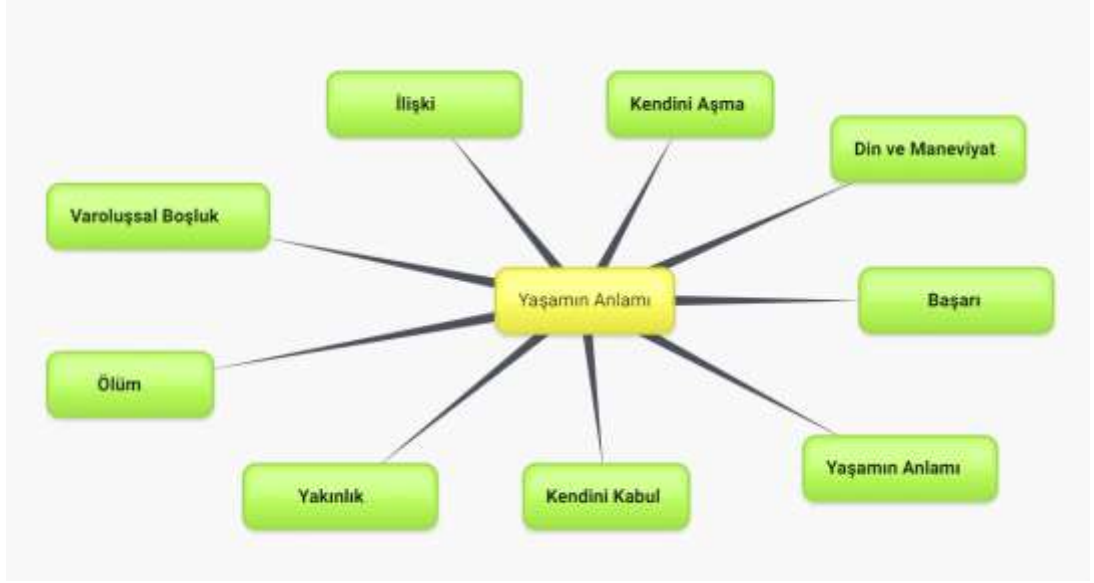 İlişki
Kendini Aşma
Din ve Maneviyat
Varoluşsal Boşluk
Yaşamın Anlamı
Başarı
Ölüm
Yaşamın Anlamı
Yakınlık
Kendini Kabul